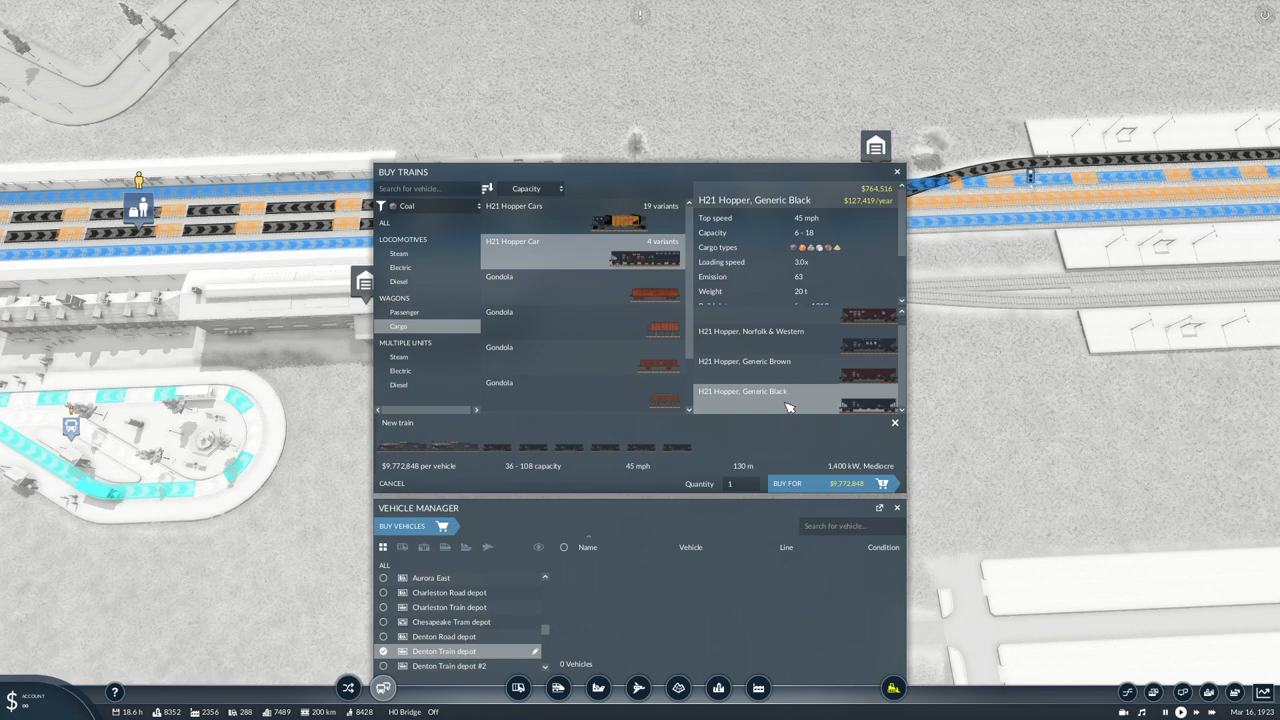 BUY TRAINS
Search for vehicle...
Capacity
Coal
ALL
LOCOMOTIVES
Steam
Electric
Diesel
WAGONS
Passenger
Cargo
MULTIPLE UNITS
Steam
Electric
Diesel
H21 Hopper Cars 19 variants
H21 Hopper Car 4 variants
Gondola
Gondola
Gondola
Gondola
$764,516
H21 Hopper, Generic Black $127,419/year
Top speed 45 mph
Capacity 6 - 18
Cargo types
Loading speed 3.0x
Emission 63
Weight 20 t
H21 Hopper, Norfolk & Western
H21 Hopper, Generic Brown
H21 Hopper, Generic Black
New train
$9,772,848 per vehicle 36 - 108 capacity 45 mph 130 m 1,400 kW, Mediocre
CANCEL Quantity 1 BUY FOR $9,772,848
VEHICLE MANAGER
BUY VEHICLES Search for vehicle...
Name Vehicle Line Condition
ALL
Aurora East
Charleston Road depot
Charleston Train depot
Chesapeake Tram depot
Denton Road depot
Denton Train depot
Denton Train depot #2
0 Vehicles
$ ACCOUNT ∞
?
18.6 h 8352 2356 288 7489 200 km 8428 H0 Bridge Off Mar 16, 1923